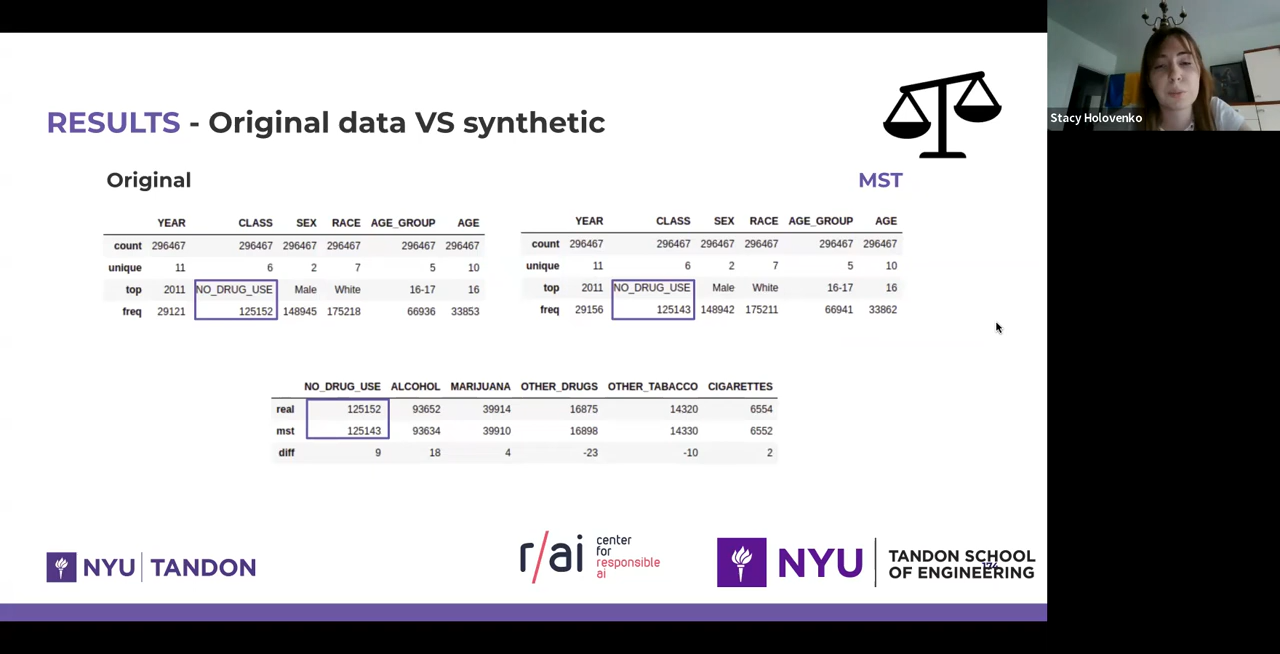 RESULTS - Original data VS synthetic
Stacy Holovenko
Original
YEAR CLASS SEX RACE AGE_GROUP AGE
count 296467 296467 296467 296467 296467 296467
unique 11 6 2 7 5 10
top 2011 NO_DRUG_USE Male White 16-17 16
freq 29121 125152 148945 175218 66936 33853
MST
YEAR CLASS SEX RACE AGE_GROUP AGE
count 296467 296467 296467 296467 296467 296467
unique 11 6 2 7 5 10
top 2011 NO_DRUG_USE Male White 16-17 16
freq 29156 125143 148942 175211 66941 33862
NO_DRUG_USE ALCOHOL MARIJUANA OTHER_DRUGS OTHER_TABACCO CIGARETTES
real 125152 93652 39914 16875 14320 6554
mst 125143 93634 39910 16898 14330 6552
diff 9 18 4 -23 -10 2
NYU TANDON
r/ai
center
for
responsible
ai
NYU
TANDON SCHOOL
OF ENGINEERING